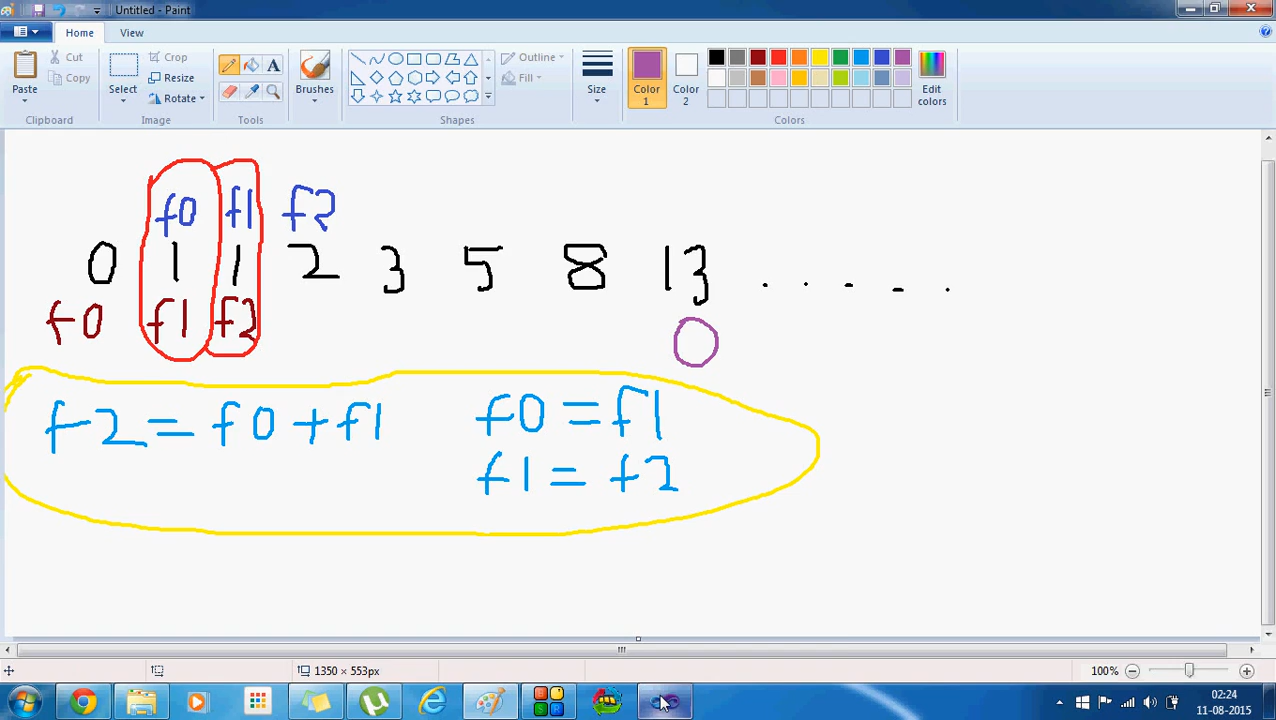 Untitled - Paint
Home View
Paste
Cut
Copy
Clipboard
Select
Crop
Resize
Rotate
Image
Tools
Brushes
Shapes
Outline
Fill
Size
Color 1
Color 2
Edit colors
Colors
f0 f1 f2
0 1 1 2 3 5 8 13 . . - - .
f0 f1 f2
f2 = f0 + f1
f0 = f1
f1 = f2
1350 × 553px
100%
02:24
11-08-2015